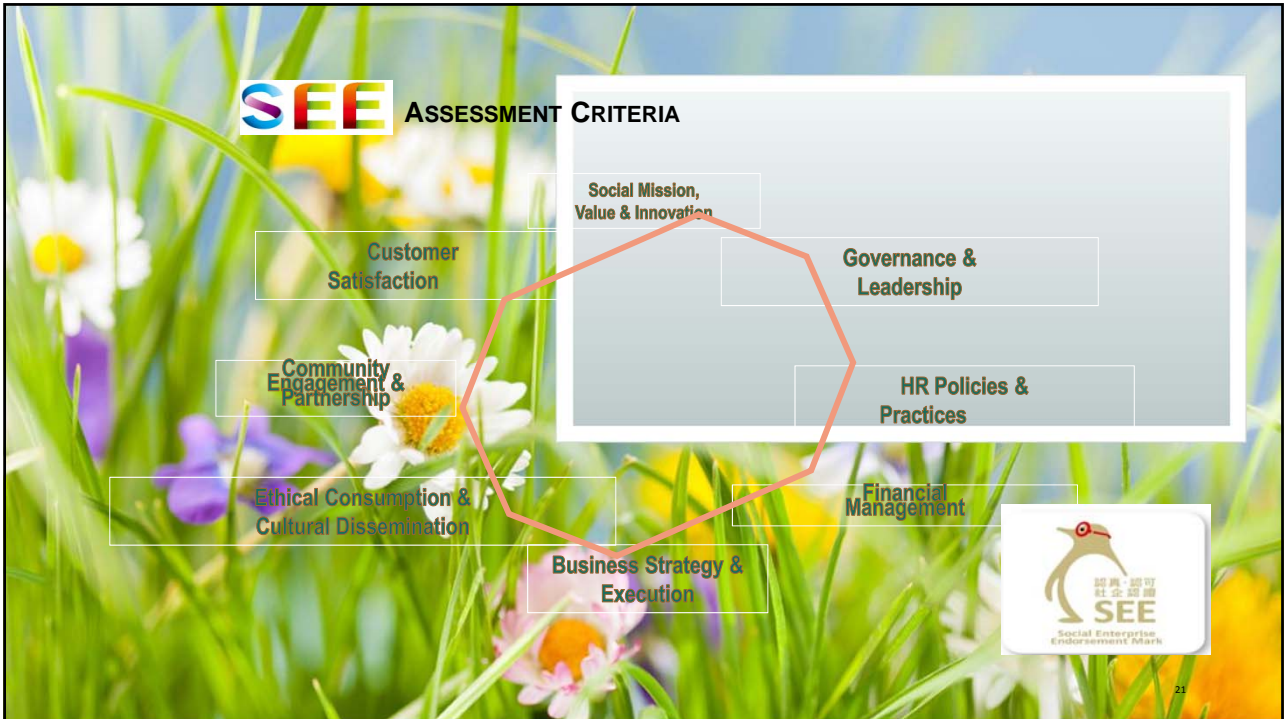 SEE ASSESSMENT CRITERIA
Social Mission,
Value & Innovation
Customer
Satisfaction
Governance &
Leadership
Community
Engagement &
Partnership
HR Policies &
Practices
Ethical Consumption &
Cultural Dissemination
Financial
Management
Business Strategy &
Execution
認真·認可
社企認證
SEE
Social Enterprise
Endorsement Mark
21